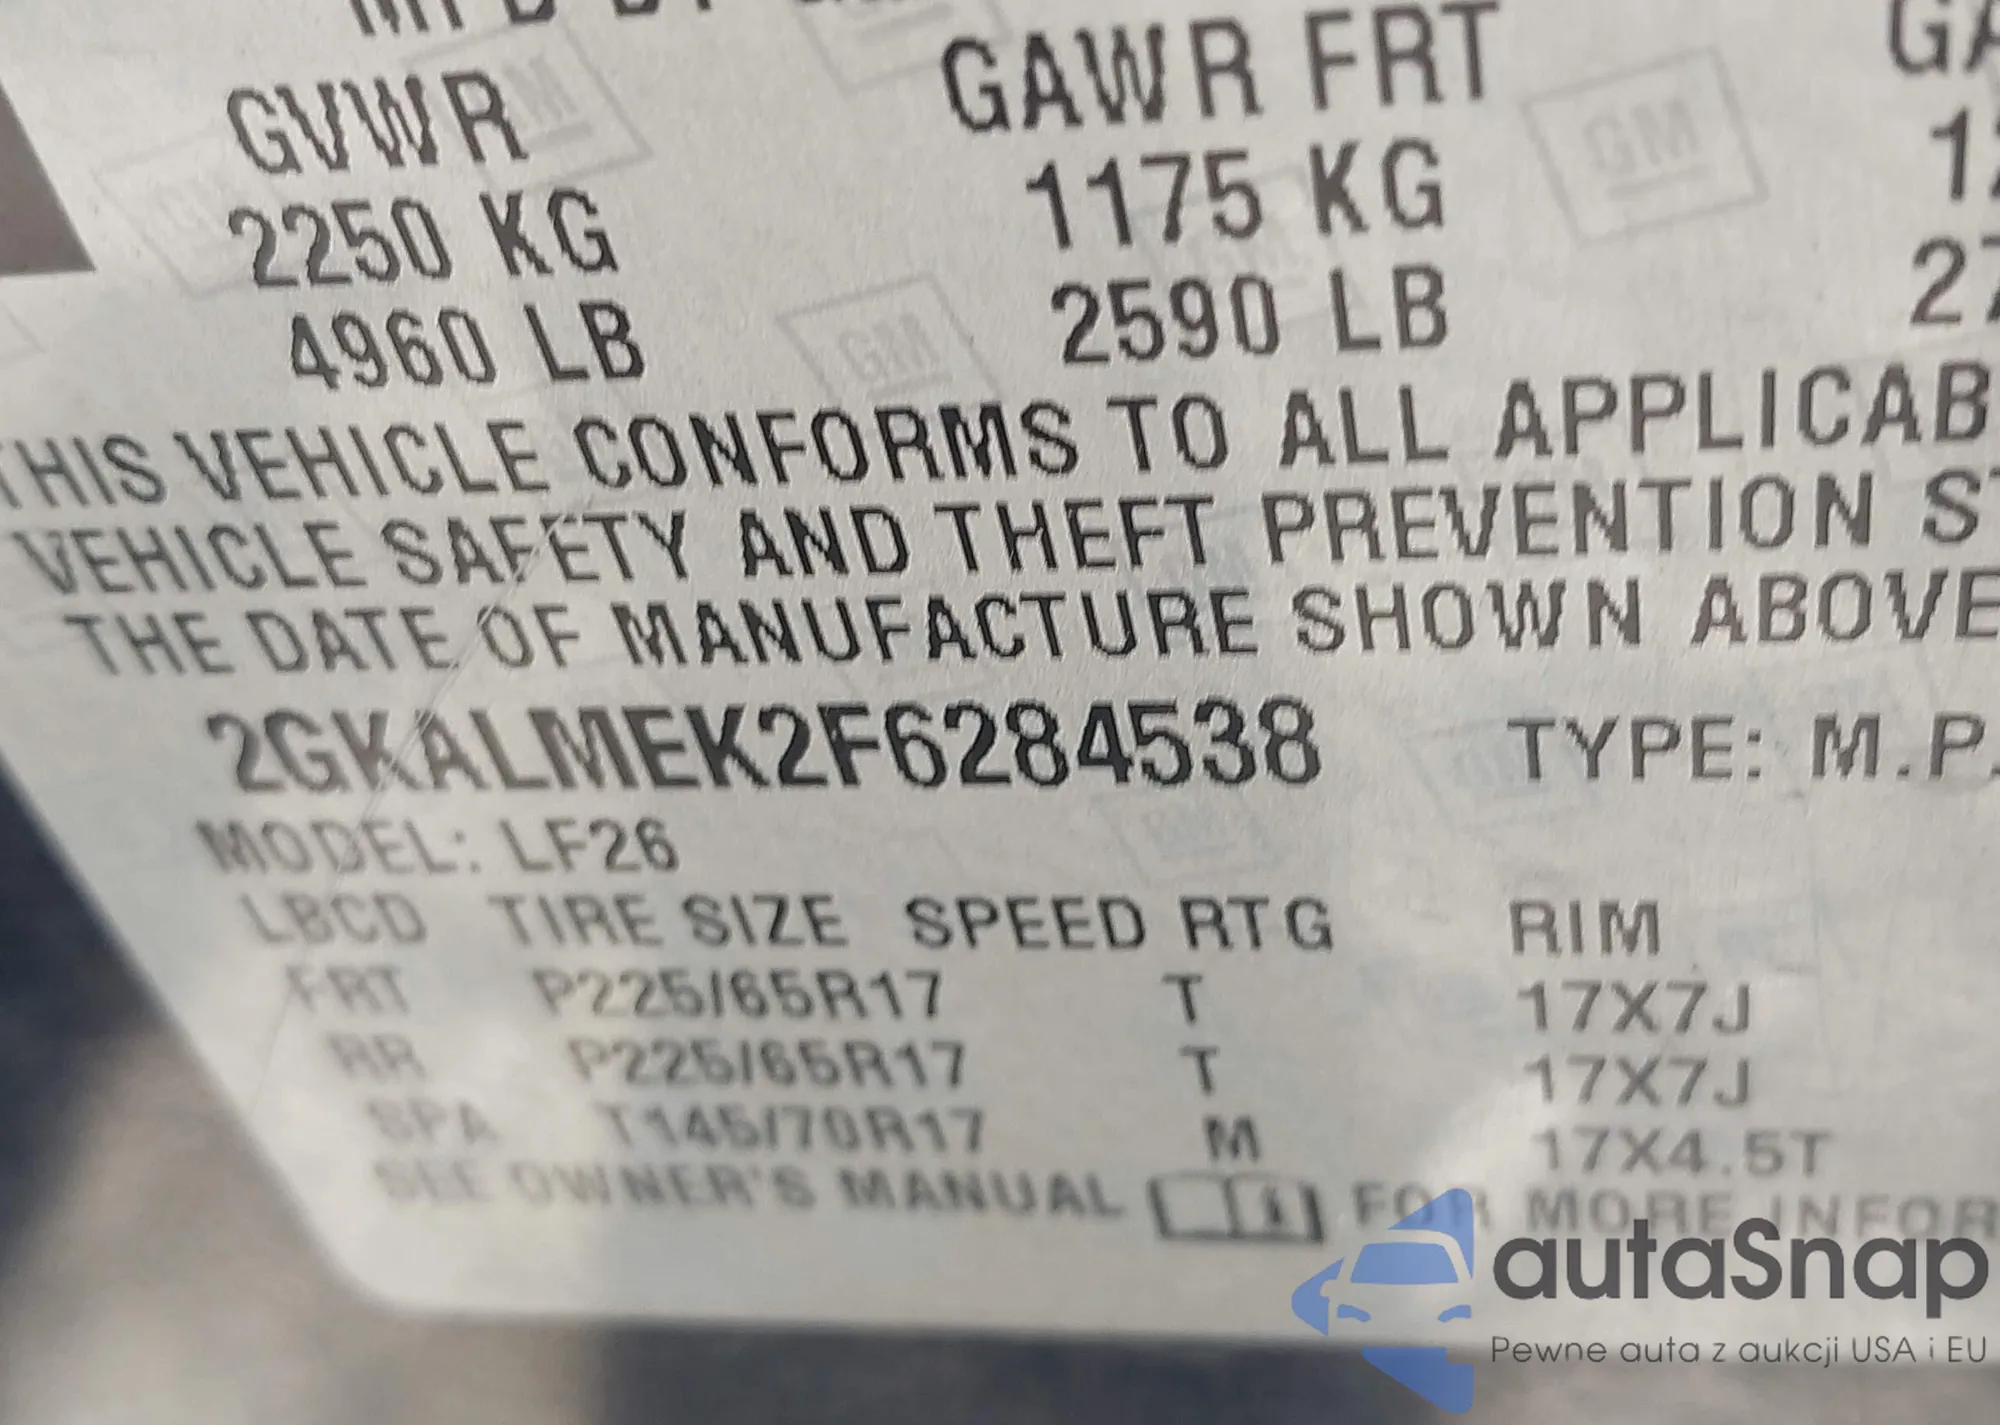 GVWR GAWR FRT GA
2250 KG 1175 KG
4960 LB 2590 LB 27
THIS VEHICLE CONFORMS TO ALL APPLICAB
VEHICLE SAFETY AND THEFT PREVENTION S
THE DATE OF MANUFACTURE SHOWN ABOVE
2GKALMEK2F6284538 TYPE: M.P.
MODEL: LF26
LBCD TIRE SIZE SPEED RTG RIM
FRT P225/65R17 T 17X7J
RR P225/65R17 T 17X7J
SPA T145/70R17 M 17X4.5T
SEE OWNER'S MANUAL FOR MORE INFOR
autaSnap
Pewne auta z aukcji USA i EU